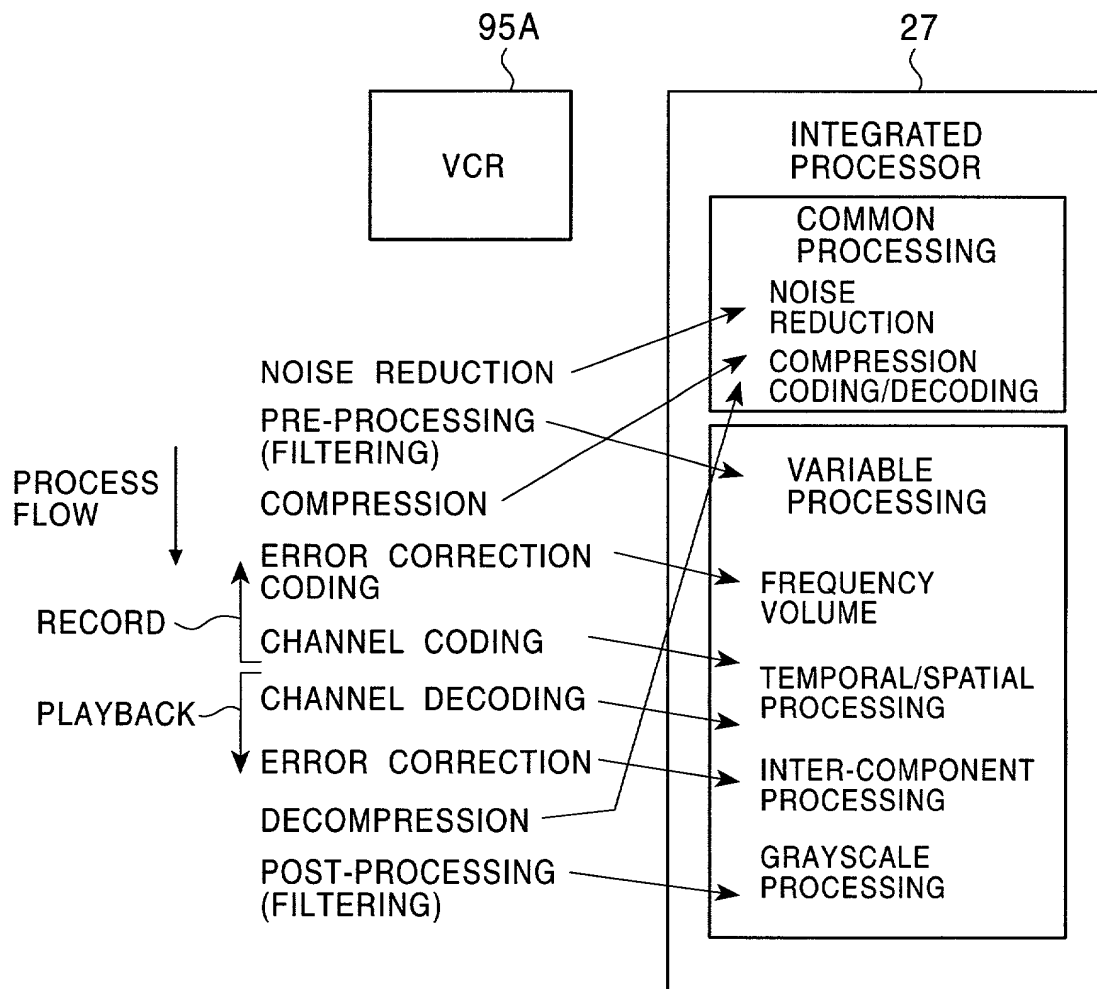 95A
27
VCR
INTEGRATED
PROCESSOR
COMMON
PROCESSING
NOISE
REDUCTION
COMPRESSION
CODING/DECODING
VARIABLE
PROCESSING
FREQUENCY
VOLUME
TEMPORAL/SPATIAL
PROCESSING
INTER-COMPONENT
PROCESSING
GRAYSCALE
PROCESSING
NOISE REDUCTION
PRE-PROCESSING
(FILTERING)
COMPRESSION
ERROR CORRECTION
CODING
CHANNEL CODING
CHANNEL DECODING
ERROR CORRECTION
DECOMPRESSION
POST-PROCESSING
(FILTERING)
PROCESS
FLOW
RECORD
PLAYBACK